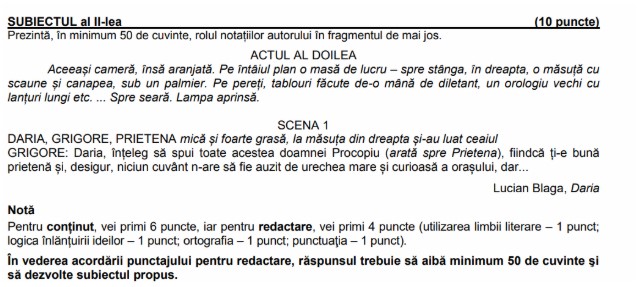 SUBIECTUL al II-lea (10 puncte)
Prezintă, în minimum 50 de cuvinte, rolul notațiilor autorului în fragmentul de mai jos.
ACTUL AL DOILEA
Aceeași cameră, însă aranjată. Pe întâiul plan o masă de lucru – spre stânga, în dreapta, o măsuță cu
scaune și canapea, sub un palmier. Pe pereți, tablouri făcute de-o mână de diletant, un orologiu vechi cu
lanțuri lungi etc. ... Spre seară. Lampa aprinsă.
SCENA 1
DARIA, GRIGORE, PRIETENA mică și foarte grasă, la măsuța din dreapta și-au luat ceaiul
GRIGORE: Daria, înțeleg să spui toate acestea doamnei Procopiu (arată spre Prietena), fiindcă ți-e bună
prietenă și, desigur, niciun cuvânt n-are să fie auzit de urechea mare și curioasă a orașului, dar...
Lucian Blaga, Daria
Notă
Pentru conținut, vei primi 6 puncte, iar pentru redactare, vei primi 4 puncte (utilizarea limbii literare – 1 punct;
logica înlănțuirii ideilor – 1 punct; ortografia – 1 punct; punctuația – 1 punct).
În vederea acordării punctajului pentru redactare, răspunsul trebuie să aibă minimum 50 de cuvinte și
să dezvolte subiectul propus.